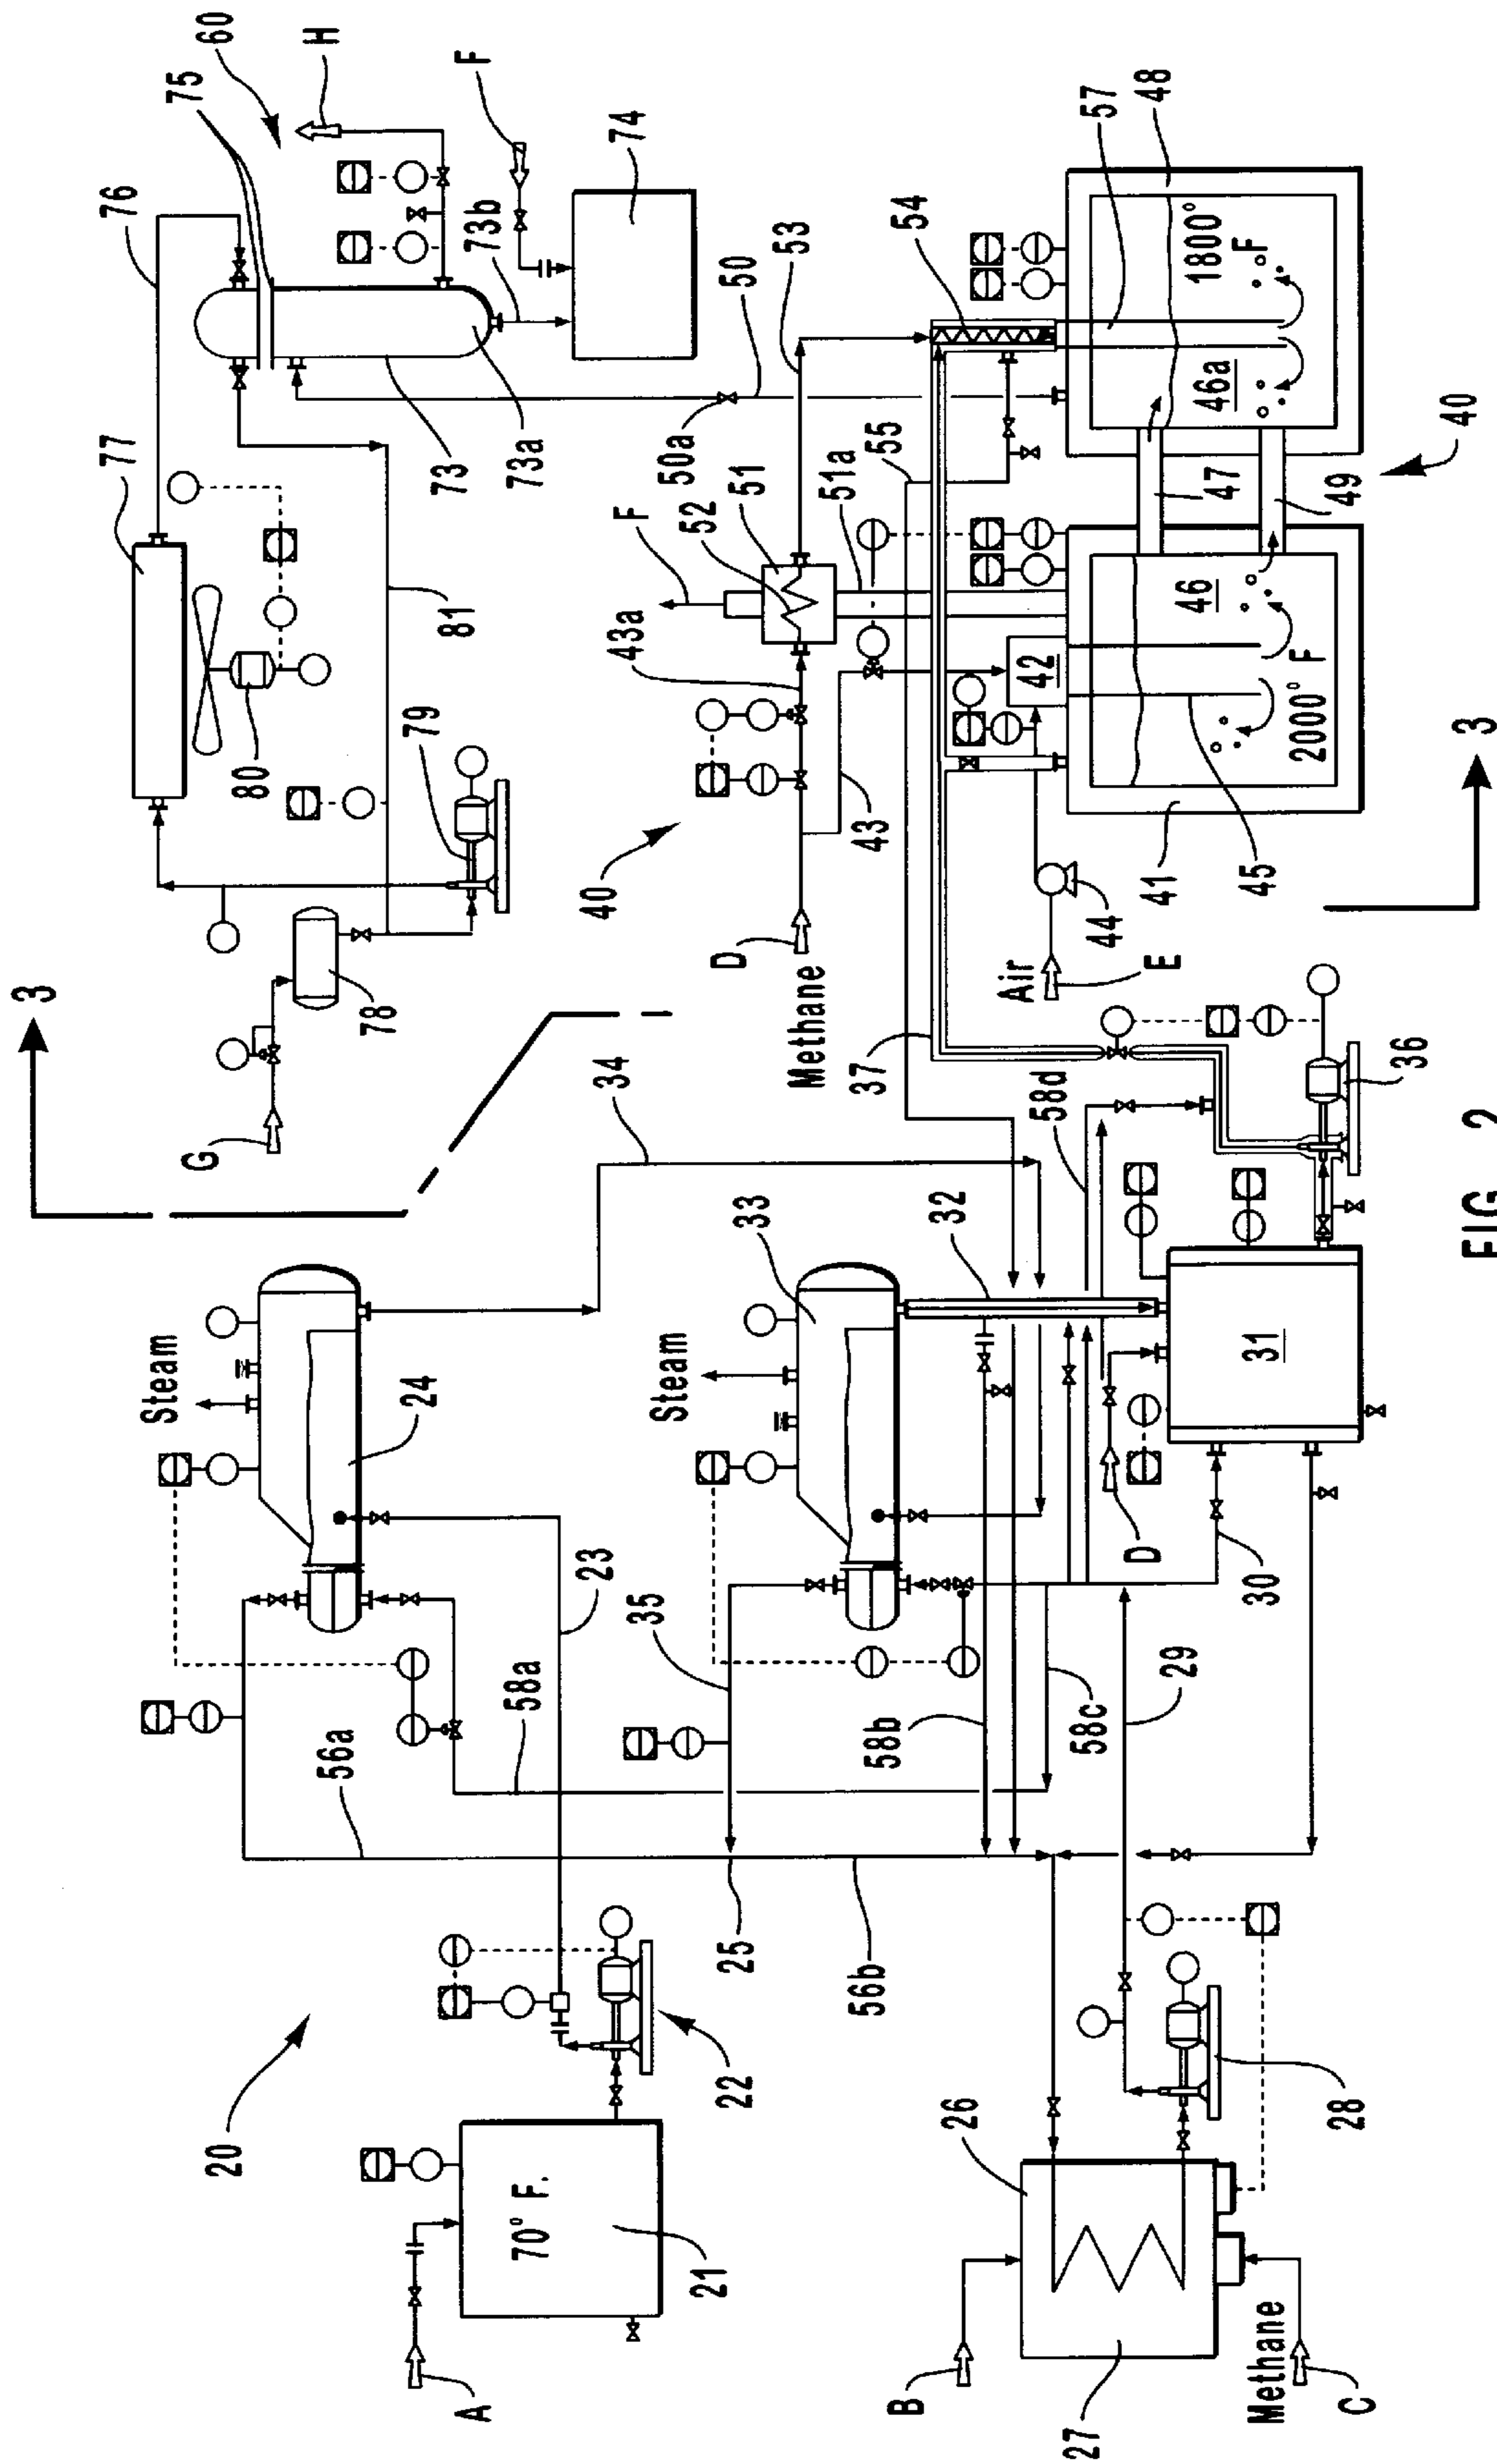 3
G
78
79
80
77
81
76
75
60
H
F
73
73a
73b
74
Steam
24
34
23
58a
56a
20
22
A
70° F.
21
40
D
Methane
43
43a
F
52
51
51a
50a
50
53
55
54
57
48
42
46
2000° F
46a
1800° F
47
49
40
41
45
44
Air
E
3
37
36
58d
Steam
33
32
35
31
D
30
29
58b
58c
25
56b
26
28
B
27
Methane
C
FIG. 2